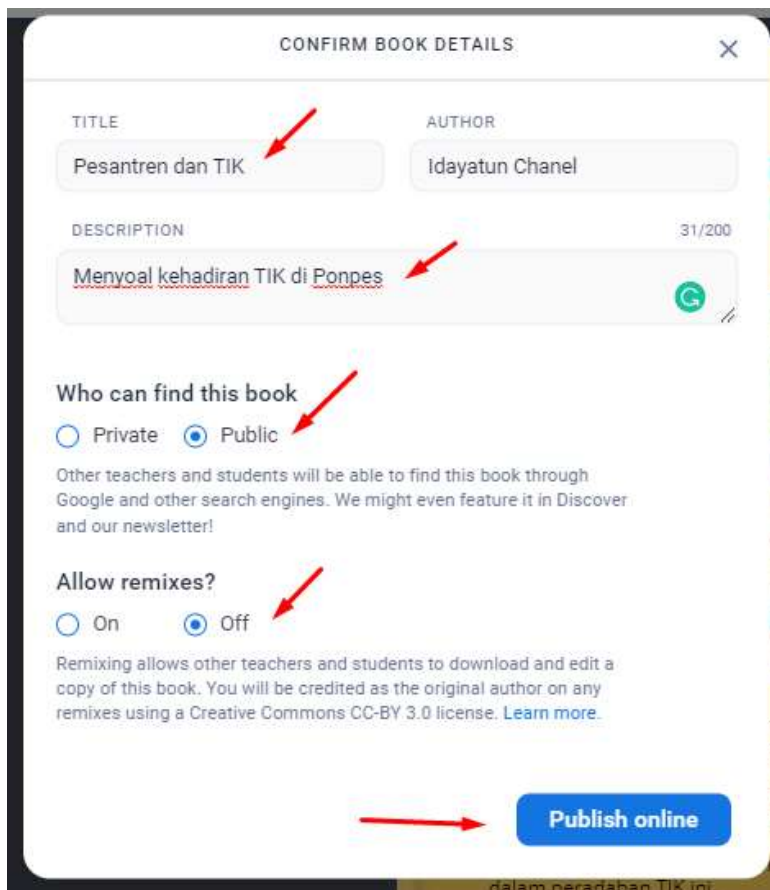 CONFIRM BOOK DETAILS
TITLE
AUTHOR
Pesantren dan TIK
Idayatun Chanel
DESCRIPTION
31/200
Menyoal kehadiran TIK di Ponpes
Who can find this book
Private
Public
Other teachers and students will be able to find this book through
Google and other search engines. We might even feature it in Discover
and our newsletter!
Allow remixes?
On
Off
Remixing allows other teachers and students to download and edit a
copy of this book. You will be credited as the original author on any
remixes using a Creative Commons CC-BY 3.0 license. Learn more.
Publish online
dalam peradaban TIK ini